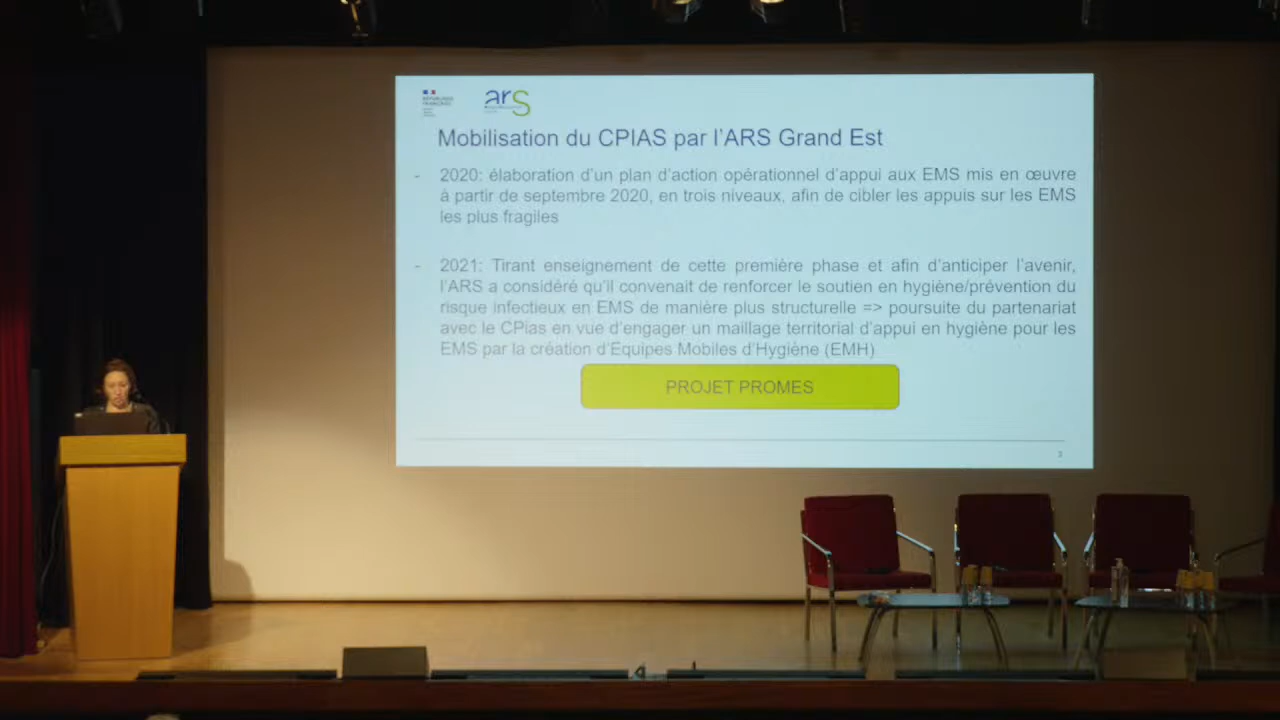 RÉPUBLIQUE
FRANÇAISE
ars
Mobilisation du CPIAS par l'ARS Grand Est
- 2020: élaboration d'un plan d'action opérationnel d'appui aux EMS mis en œuvre
à partir de septembre 2020, en trois niveaux, afin de cibler les appuis sur les EMS
les plus fragiles
- 2021: Tirant enseignement de cette première phase et afin d'anticiper l'avenir,
l'ARS a considéré qu'il convenait de renforcer le soutien en hygiène/prévention du
risque infectieux en EMS de manière plus structurelle => poursuite du partenariat
avec le CPias en vue d'engager un maillage territorial d'appui en hygiène pour les
EMS par la création d'Equipes Mobiles d'Hygiène (EMH)
PROJET PROMES
3